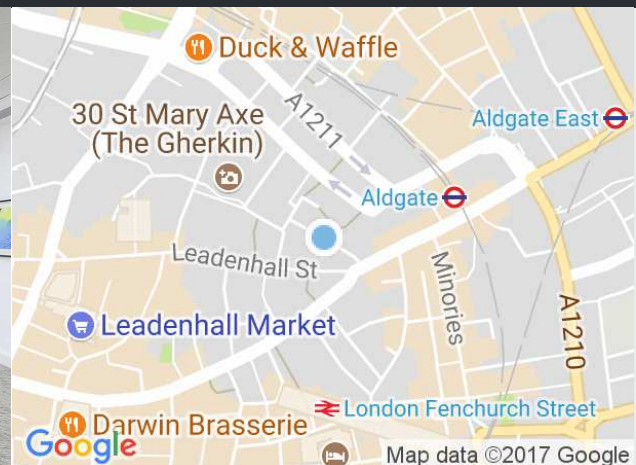 Duck & Waffle
30 St Mary Axe
(The Gherkin)
A1211
Aldgate East
Aldgate
Leadenhall St
Minories
Leadenhall Market
A1210
London Fenchurch Street
Darwin Brasserie
Google
Map data ©2017 Google